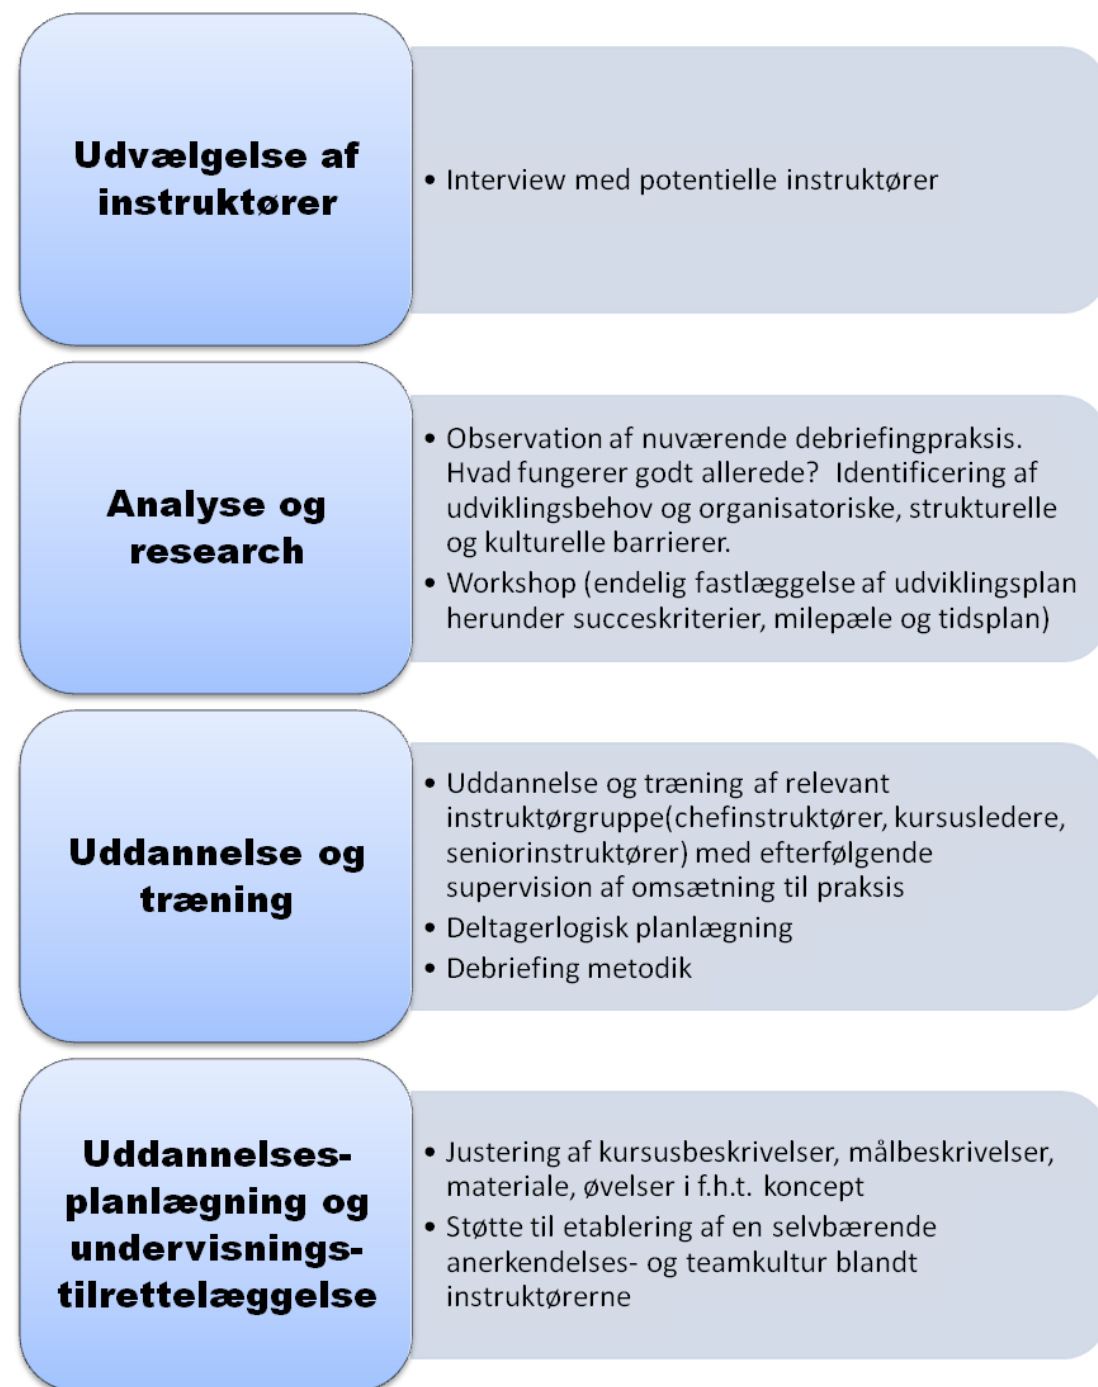 Udvælgelse af
instruktører
• Interview med potentielle instruktører
Analyse og
research
• Observation af nuværende debriefingpraksis.
Hvad fungerer godt allerede?  Identificering af
udviklingsbehov og organisatoriske, strukturelle
og kulturelle barrierer.
• Workshop (endelig fastlæggelse af udviklingsplan
herunder succeskriterier, milepæle og tidsplan)
Uddannelse og
træning
• Uddannelse og træning af relevant
instruktørgruppe(chefinstruktører, kursusledere,
seniorinstruktører) med efterfølgende
supervision af omsætning til praksis
• Deltagerlogisk planlægning
• Debriefing metodik
Uddannelses-
planlægning og
undervisnings-
tilrettelæggelse
• Justering af kursusbeskrivelser, målbeskrivelser,
materiale, øvelser i f.h.t. koncept
• Støtte til etablering af en selvbærende
anerkendelses- og teamkultur blandt
instruktørerne